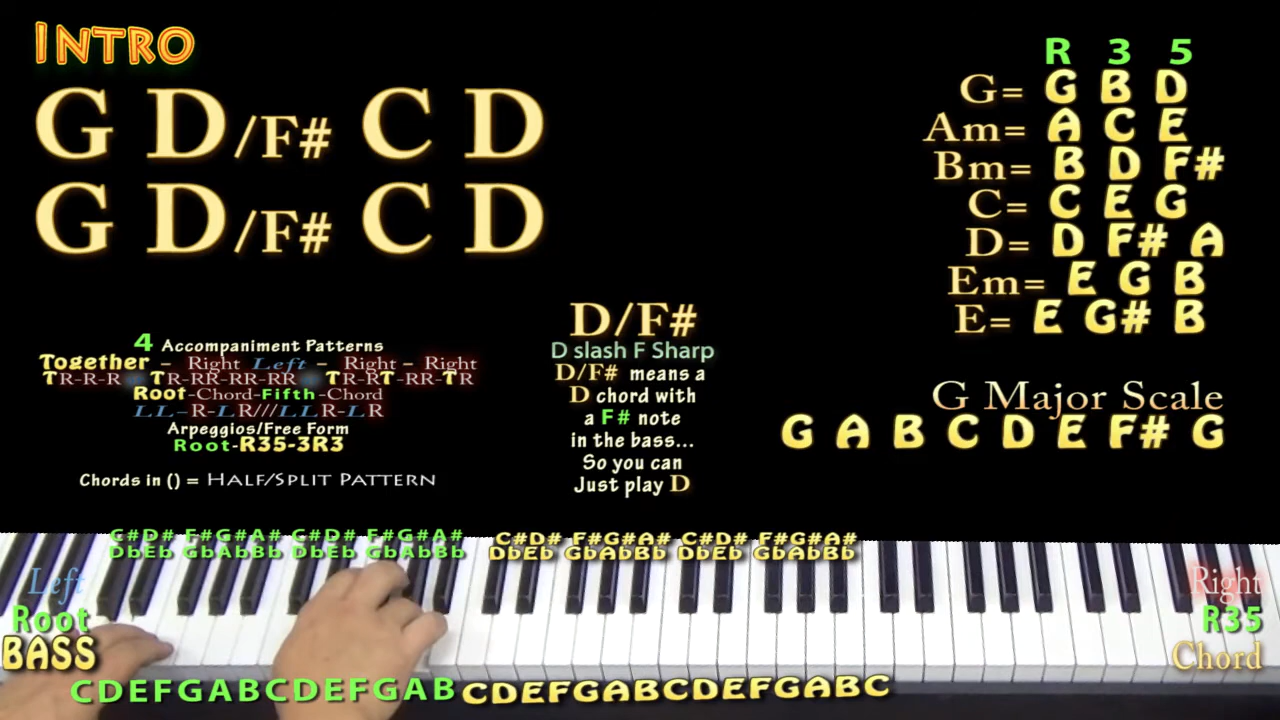 INTRO
G D/F# C D
G D/F# C D
R 3 5
G= G B D
Am= A C E
Bm= B D F#
C= C E G
D= D F# A
Em= E G B
E= E G# B
4 Accompaniment Patterns
Together – Right Left – Right – Right
TR-R-R TR-RR-RR-RR TR-RT-RR-TR
Root-Chord-Fifth-Chord
LL-R-LR///LLR-LR
Arpeggios/Free Form
Root-R35-3R3
Chords in () = HALF/SPLIT PATTERN
D/F#
D slash F Sharp
D/F# means a
D chord with
a F# note
in the bass...
So you can
Just play D
G Major Scale
G A B C D E F# G
C#D# F#G#A# C#D# F#G#A# C#D# F#G#A# C#D# F#G#A#
DbEb GbAbBb DbEb GbAbBb DbEb GbAbBb DbEb GbAbBb
Left
Root
BASS
Right
R35
Chord
CDEFGABCDEFGAB CDEFGABCDEFGABC